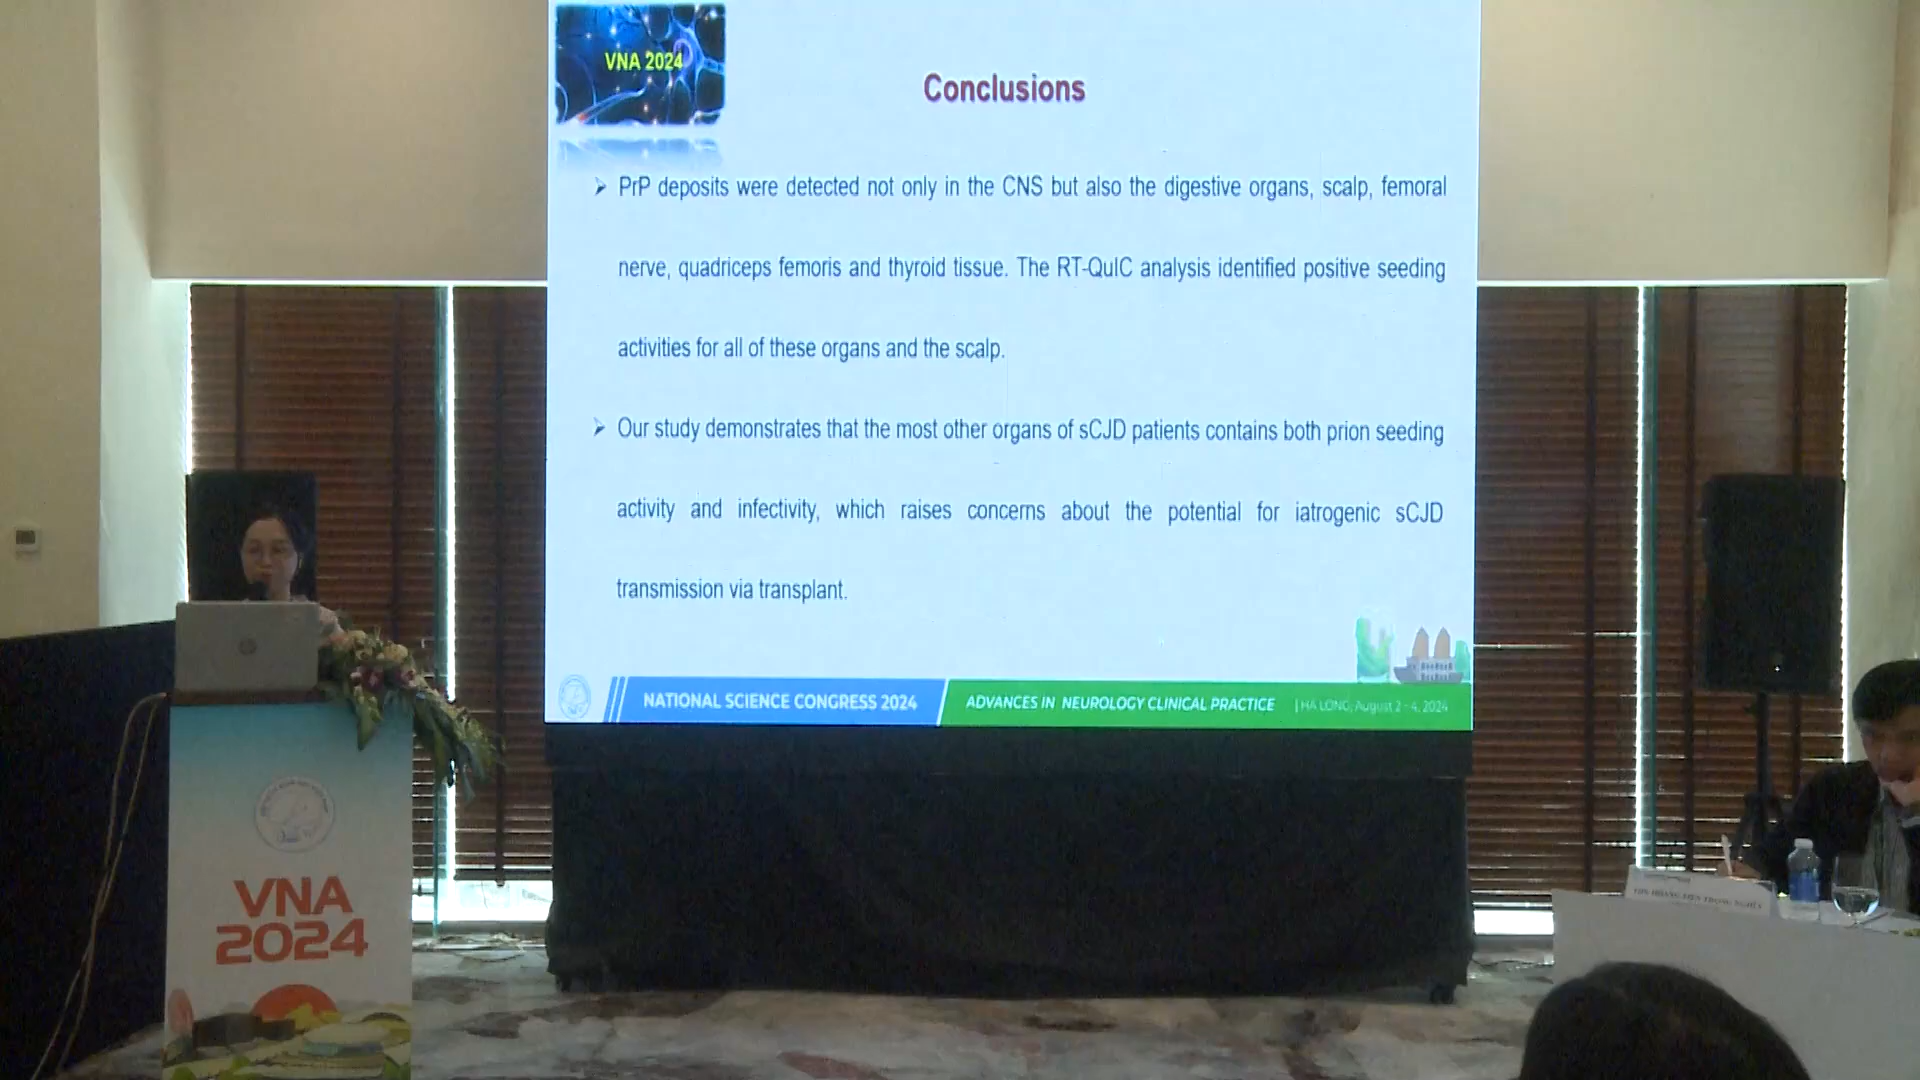 VNA 2024
Conclusions
➢ PrP deposits were detected not only in the CNS but also the digestive organs, scalp, femoral
nerve, quadriceps femoris and thyroid tissue. The RT-QuIC analysis identified positive seeding
activities for all of these organs and the scalp.
➢ Our study demonstrates that the most other organs of sCJD patients contains both prion seeding
activity and infectivity, which raises concerns about the potential for iatrogenic sCJD
transmission via transplant.
NATIONAL SCIENCE CONGRESS 2024
ADVANCES IN NEUROLOGY CLINICAL PRACTICE
| HA LONG, August 2 - 4, 2024
VNA
2024